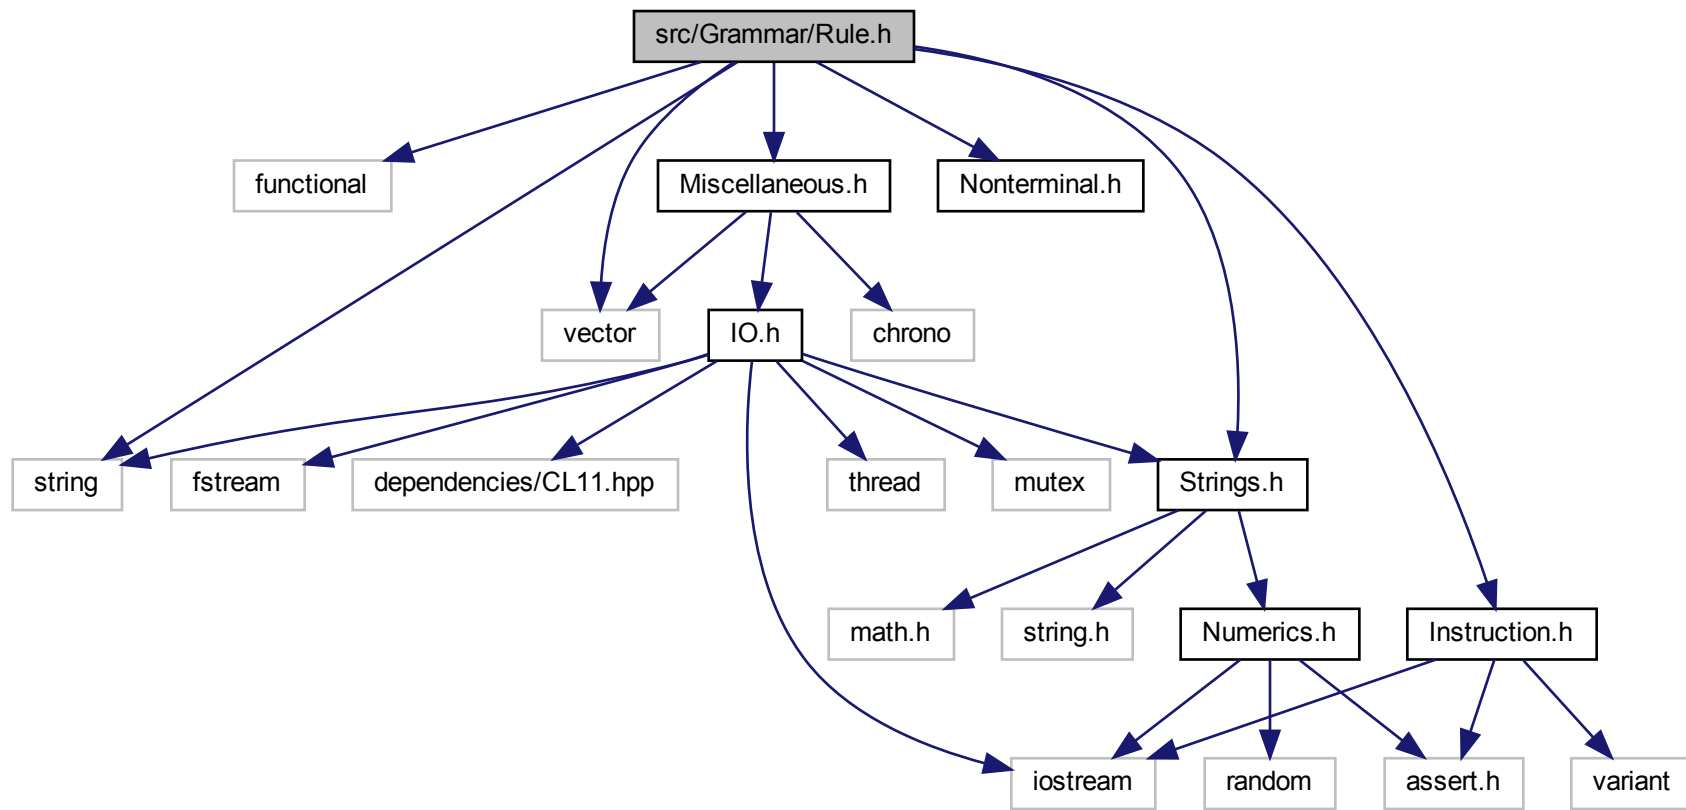 src/Grammar/Rule.h
functional
Miscellaneous.h
Nonterminal.h
vector
IO.h
chrono
string
fstream
dependencies/CL11.hpp
thread
mutex
Strings.h
math.h
string.h
Numerics.h
Instruction.h
iostream
random
assert.h
variant